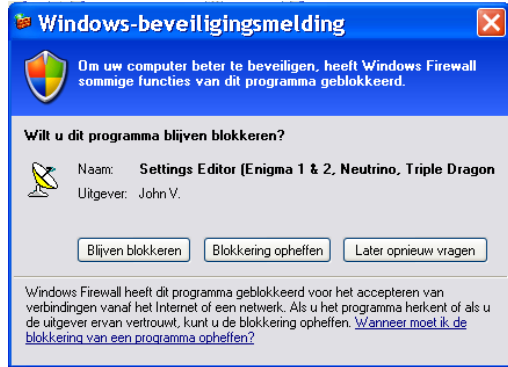 Windows-beveiligingsmelding
Om uw computer beter te beveiligen, heeft Windows Firewall
sommige functies van dit programma geblokkeerd.
Wilt u dit programma blijven blokkeren?
Naam: Settings Editor (Enigma 1 & 2, Neutrino, Triple Dragon
Uitgever: John V.
Blijven blokkeren Blokkering opheffen Later opnieuw vragen
Windows Firewall heeft dit programma geblokkeerd voor het accepteren van
verbindingen vanaf het Internet of een netwerk. Als u het programma herkent of als u
de uitgever ervan vertrouwt, kunt u de blokkering opheffen. Wanneer moet ik de
blokkering van een programma opheffen?